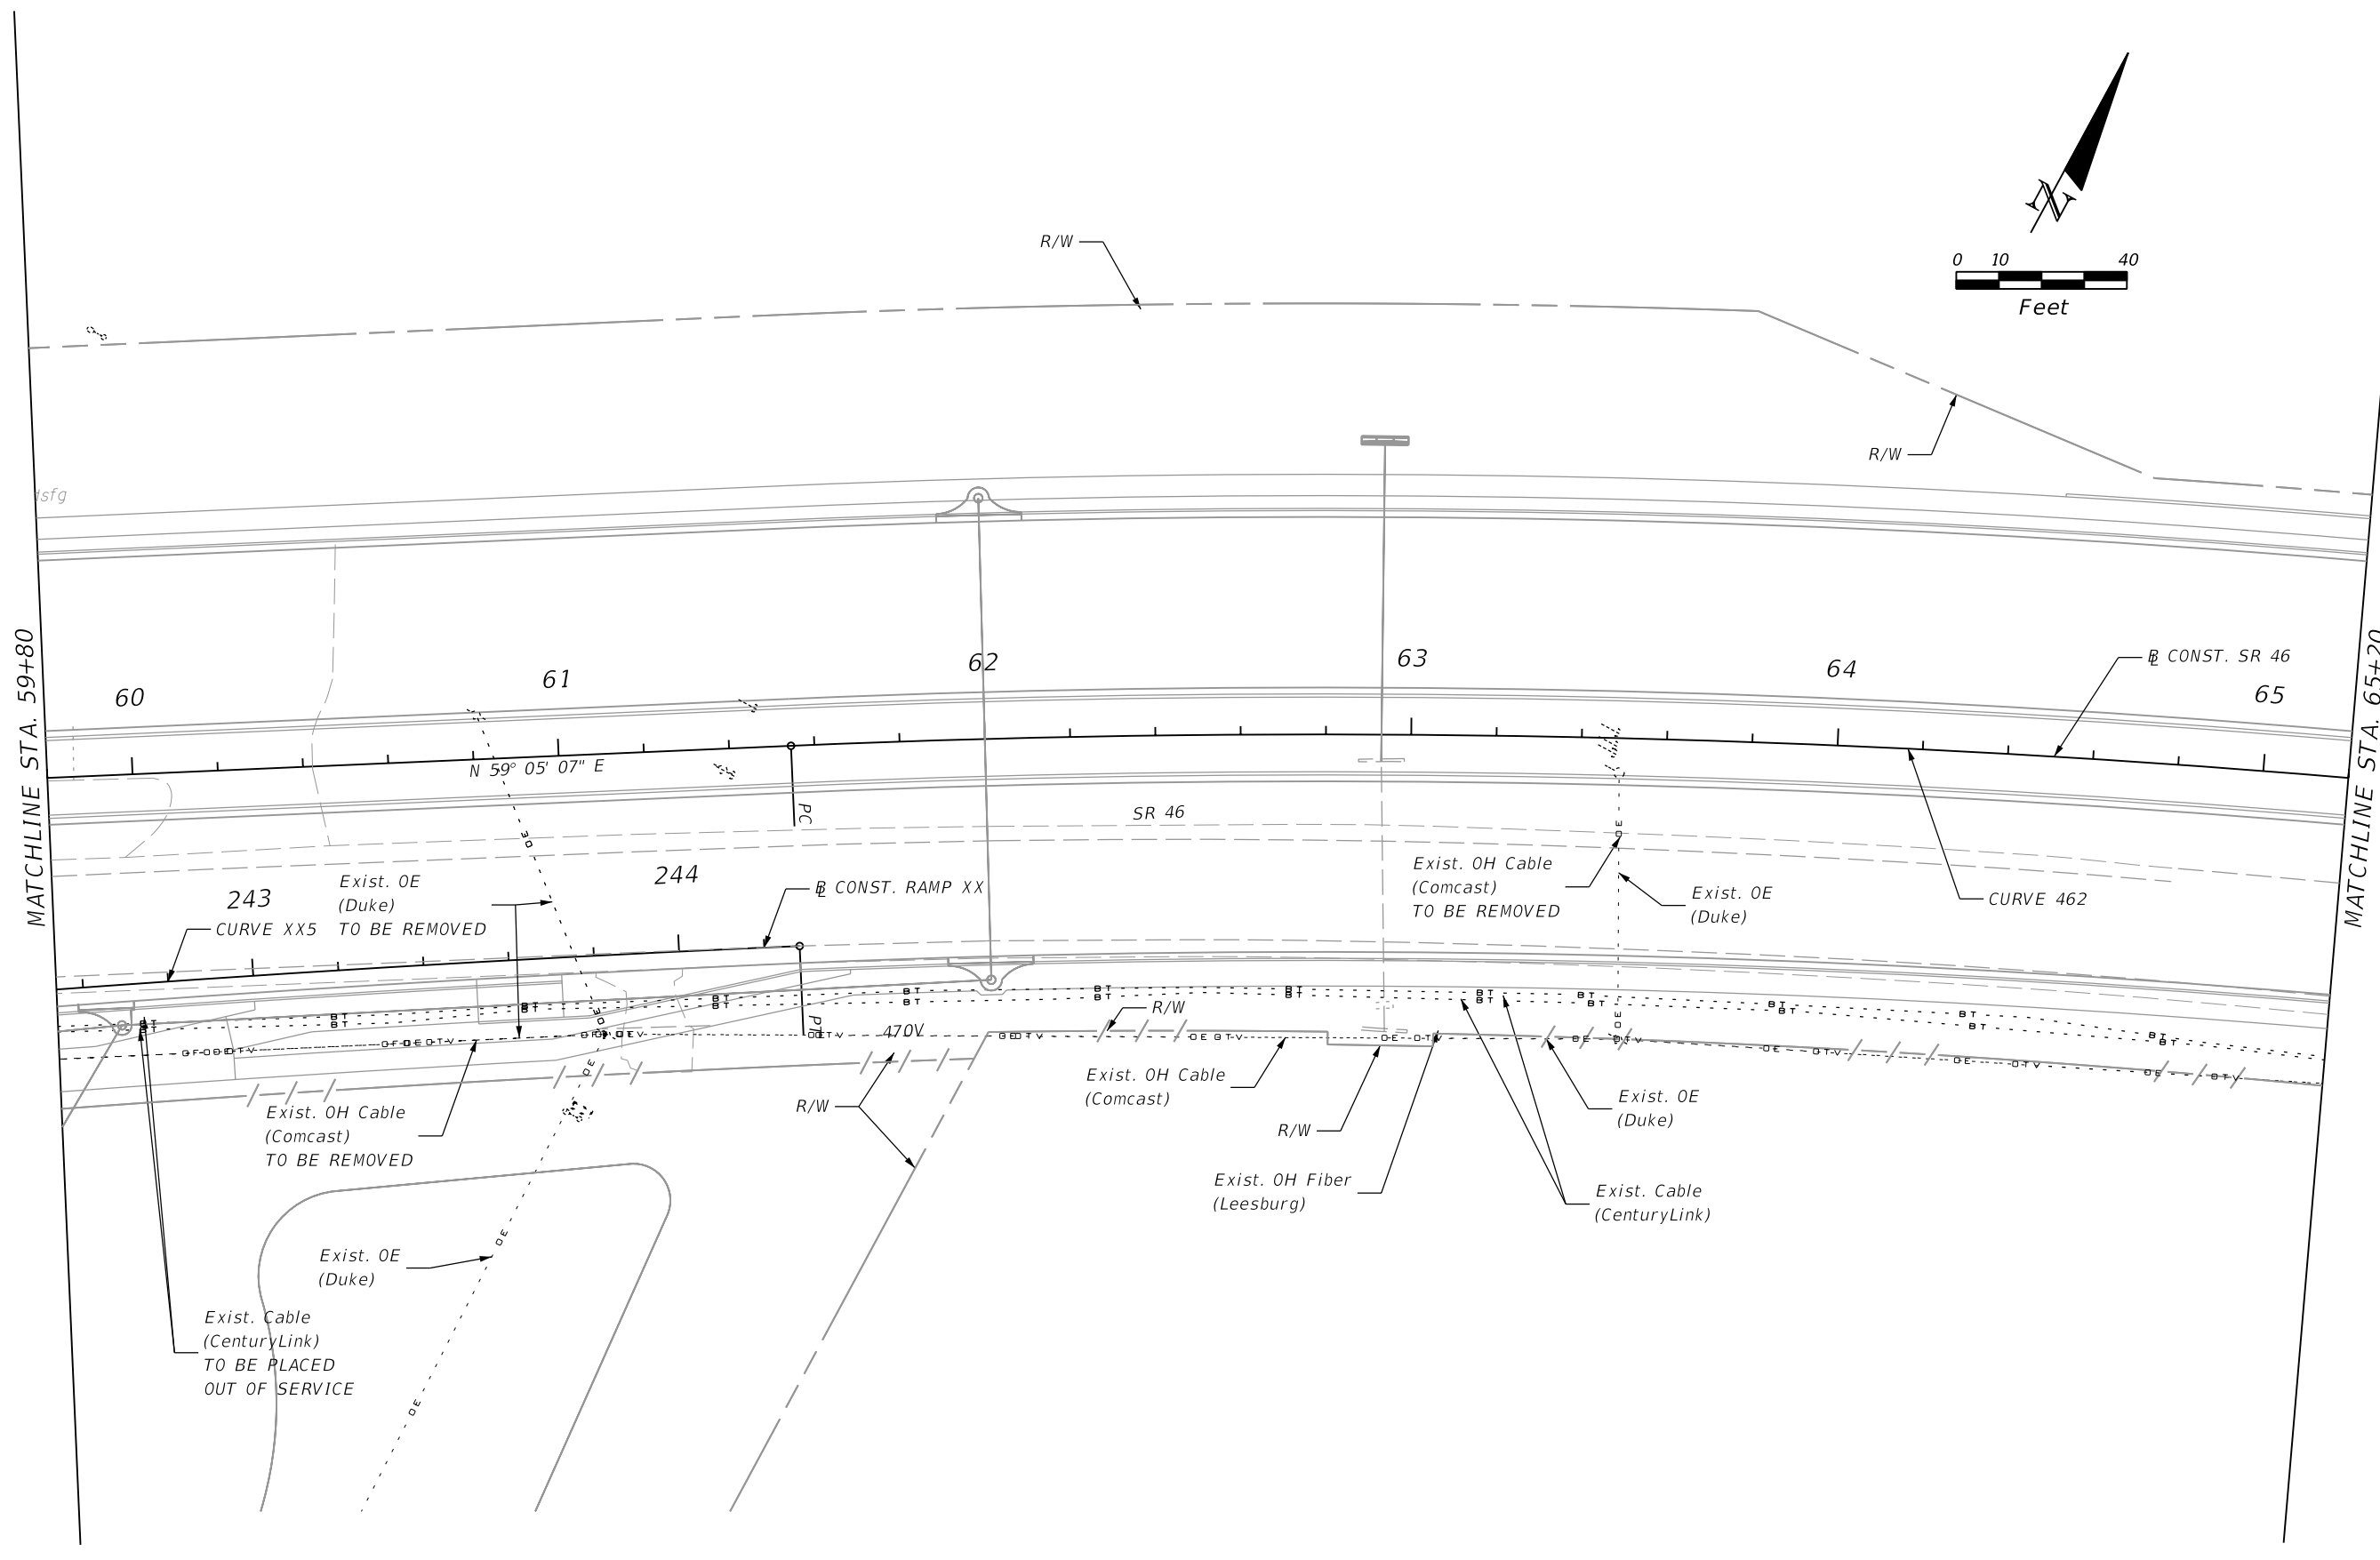 R/W
0 10 40
Feet
N
R/W
MATCHLINE STA. 59+80
60
61
62
63
64
65
BL CONST. SR 46
MATCHLINE STA. 65+20
N 59° 05' 07" E
PC
SR 46
CURVE 462
243
244
CURVE XX5
Exist. OE
(Duke)
TO BE REMOVED
BL CONST. RAMP XX
Exist. OH Cable
(Comcast)
TO BE REMOVED
Exist. OE
(Duke)
PT
470V
R/W
Exist. OH Cable
(Comcast)
TO BE REMOVED
R/W
Exist. OH Cable
(Comcast)
R/W
Exist. OE
(Duke)
Exist. OH Fiber
(Leesburg)
Exist. Cable
(CenturyLink)
Exist. OE
(Duke)
Exist. Cable
(CenturyLink)
TO BE PLACED
OUT OF SERVICE